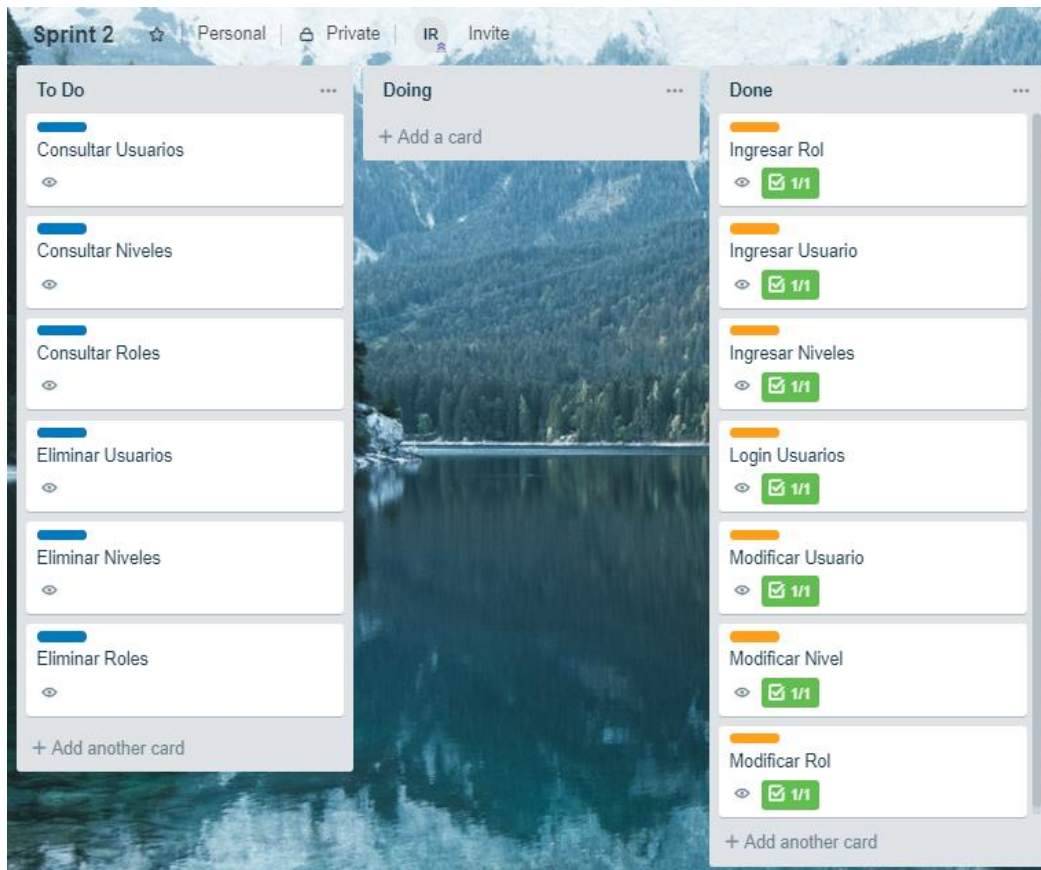 Sprint 2 Personal Private IR Invite
To Do
Consultar Usuarios
Consultar Niveles
Consultar Roles
Eliminar Usuarios
Eliminar Niveles
Eliminar Roles
+ Add another card
Doing
+ Add a card
Done
Ingresar Rol
1/1
Ingresar Usuario
1/1
Ingresar Niveles
1/1
Login Usuarios
1/1
Modificar Usuario
1/1
Modificar Nivel
1/1
Modificar Rol
1/1
+ Add another card